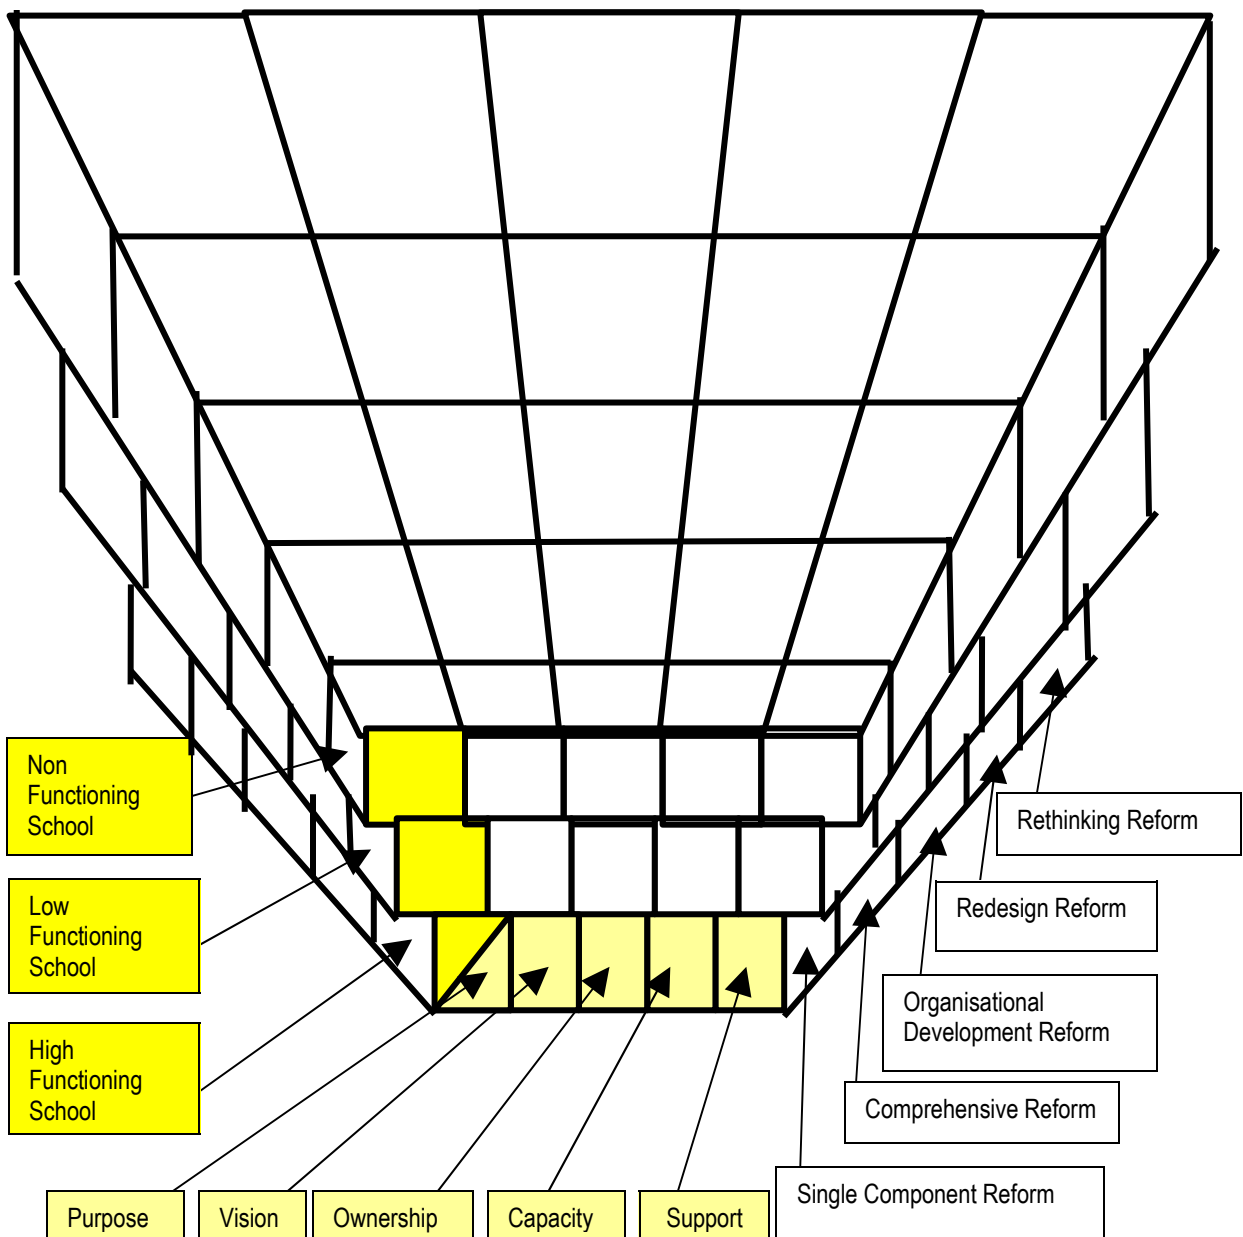 Non
Functioning
School
Low
Functioning
School
High
Functioning
School
Rethinking Reform
Redesign Reform
Organisational
Development Reform
Comprehensive Reform
Single Component Reform
Purpose
Vision
Ownership
Capacity
Support